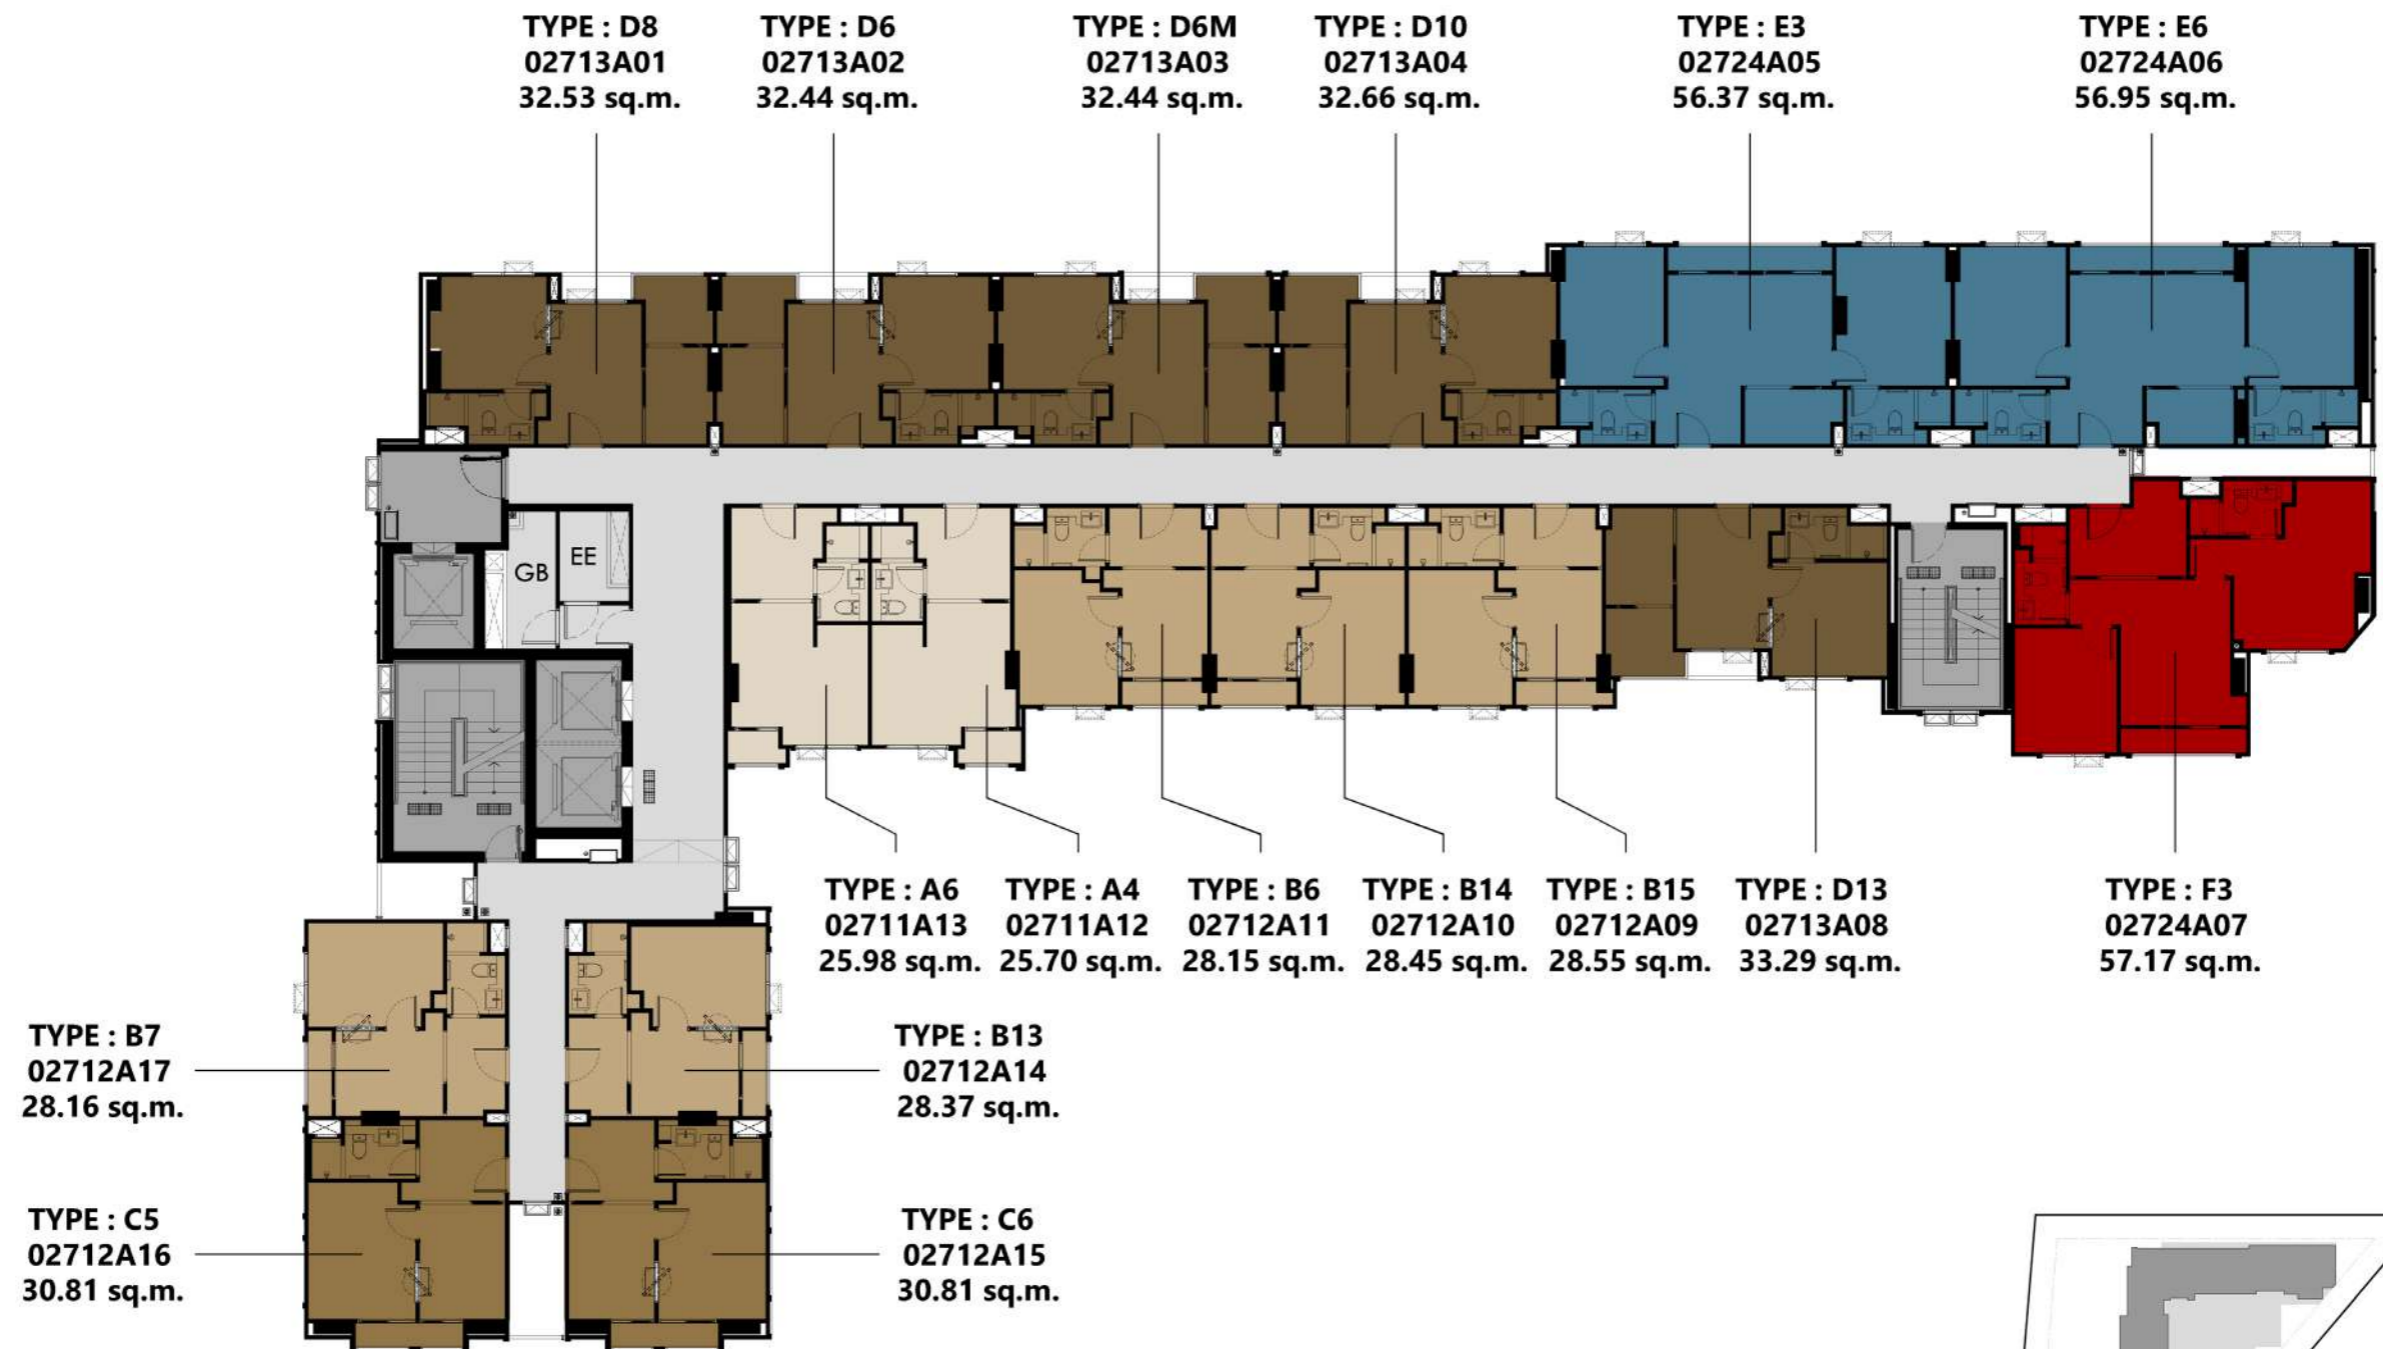 TYPE : D8
02713A01
32.53 sq.m.
TYPE : D6
02713A02
32.44 sq.m.
TYPE : D6M
02713A03
32.44 sq.m.
TYPE : D10
02713A04
32.66 sq.m.
TYPE : E3
02724A05
56.37 sq.m.
TYPE : E6
02724A06
56.95 sq.m.
GB
EE
TYPE : A6
02711A13
25.98 sq.m.
TYPE : A4
02711A12
25.70 sq.m.
TYPE : B6
02712A11
28.15 sq.m.
TYPE : B14
02712A10
28.45 sq.m.
TYPE : B15
02712A09
28.55 sq.m.
TYPE : D13
02713A08
33.29 sq.m.
TYPE : F3
02724A07
57.17 sq.m.
TYPE : B7
02712A17
28.16 sq.m.
TYPE : B13
02712A14
28.37 sq.m.
TYPE : C5
02712A16
30.81 sq.m.
TYPE : C6
02712A15
30.81 sq.m.